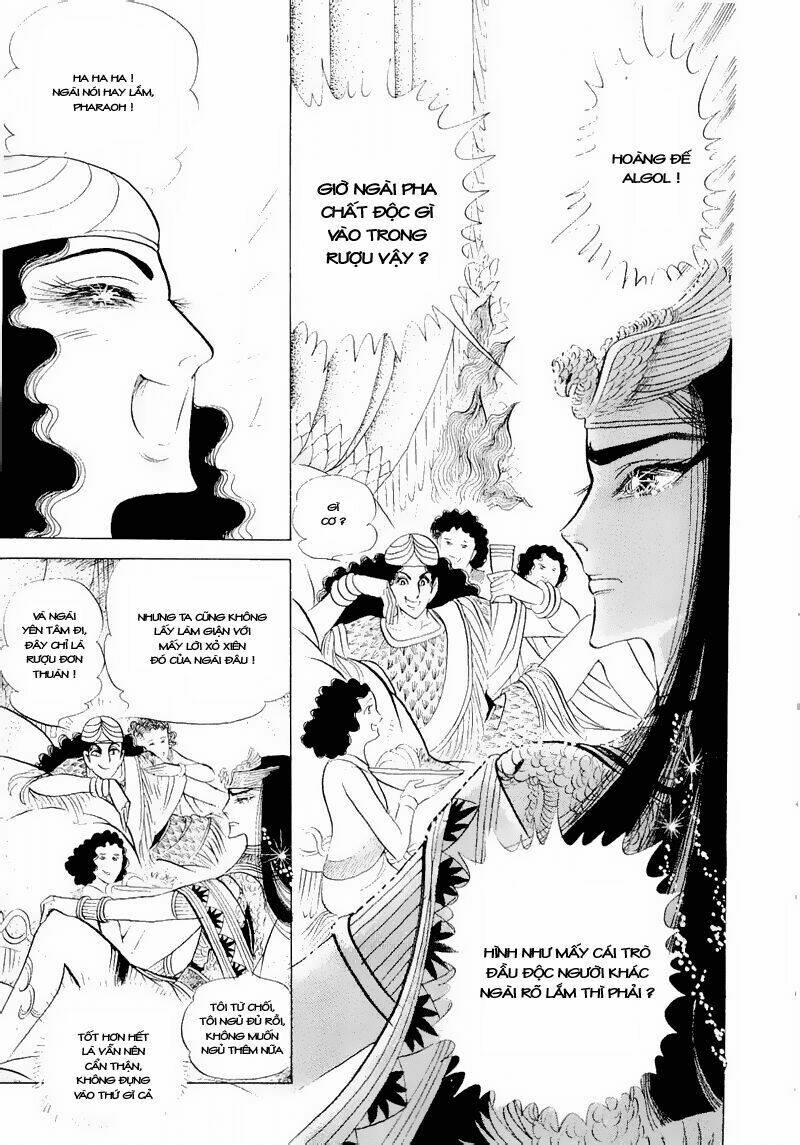 HOÀNG ĐẾ
ALGOL !
GIỜ NGÀI PHA
CHẤT ĐỘC GÌ
VÀO TRONG
RƯỢU VẬY ?
GÌ
CƠ ?
HÌNH NHƯ MẤY CÁI TRÒ
ĐẦU ĐỘC NGƯỜI KHÁC
NGÀI RÕ LẮM THÌ PHẢI ?
HA HA HA !
NGÀI NÓI HAY LẮM,
PHARAOH !
NHƯNG TA CŨNG KHÔNG
LẤY LÀM GIẬN VỚI
MẤY LỜI XỎ XIÊN
ĐÓ CỦA NGÀI ĐÂU !
VÀ NGÀI
YÊN TÂM ĐI,
ĐÂY CHỈ LÀ
RƯỢU ĐƠN
THUẦN !
TÔI TỪ CHỐI,
TÔI NGỦ ĐỦ RỒI,
KHÔNG MUỐN
NGỦ THÊM NỮA
TỐT HƠN HẾT
LÀ VẪN NÊN
CẨN THẬN,
KHÔNG ĐỤNG
VÀO THỨ GÌ CẢ